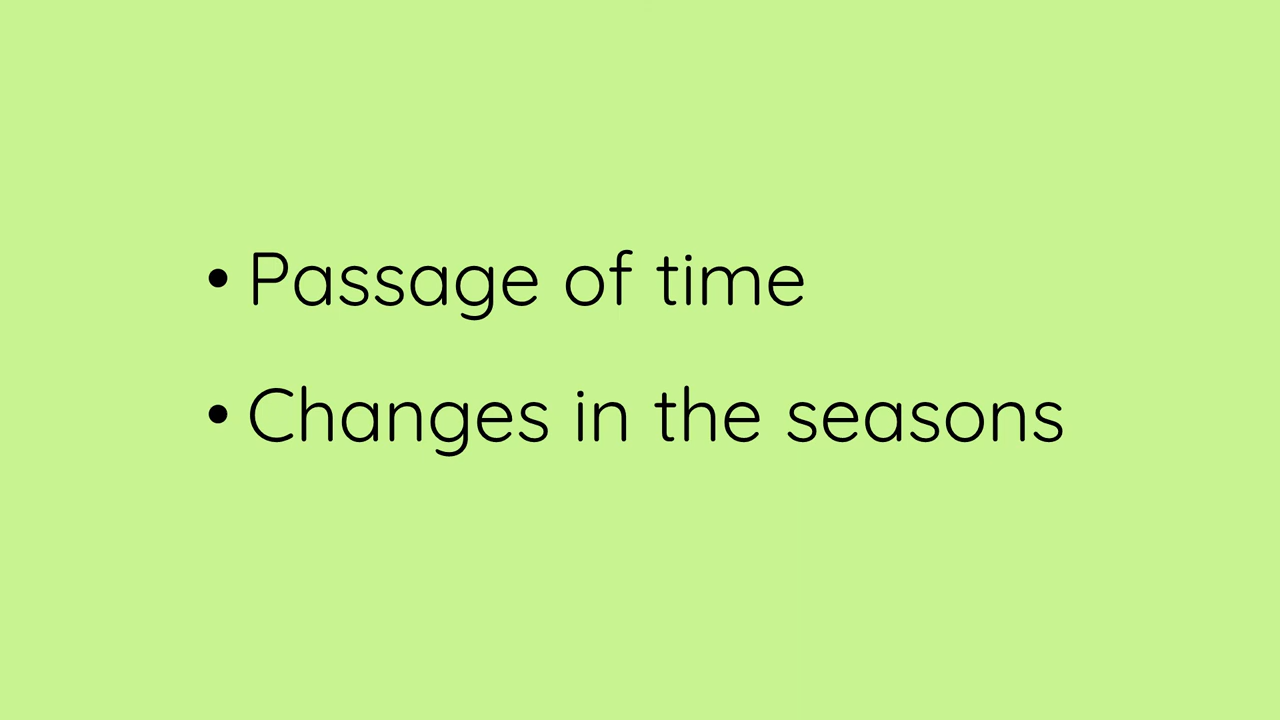 • Passage of time
• Changes in the seasons